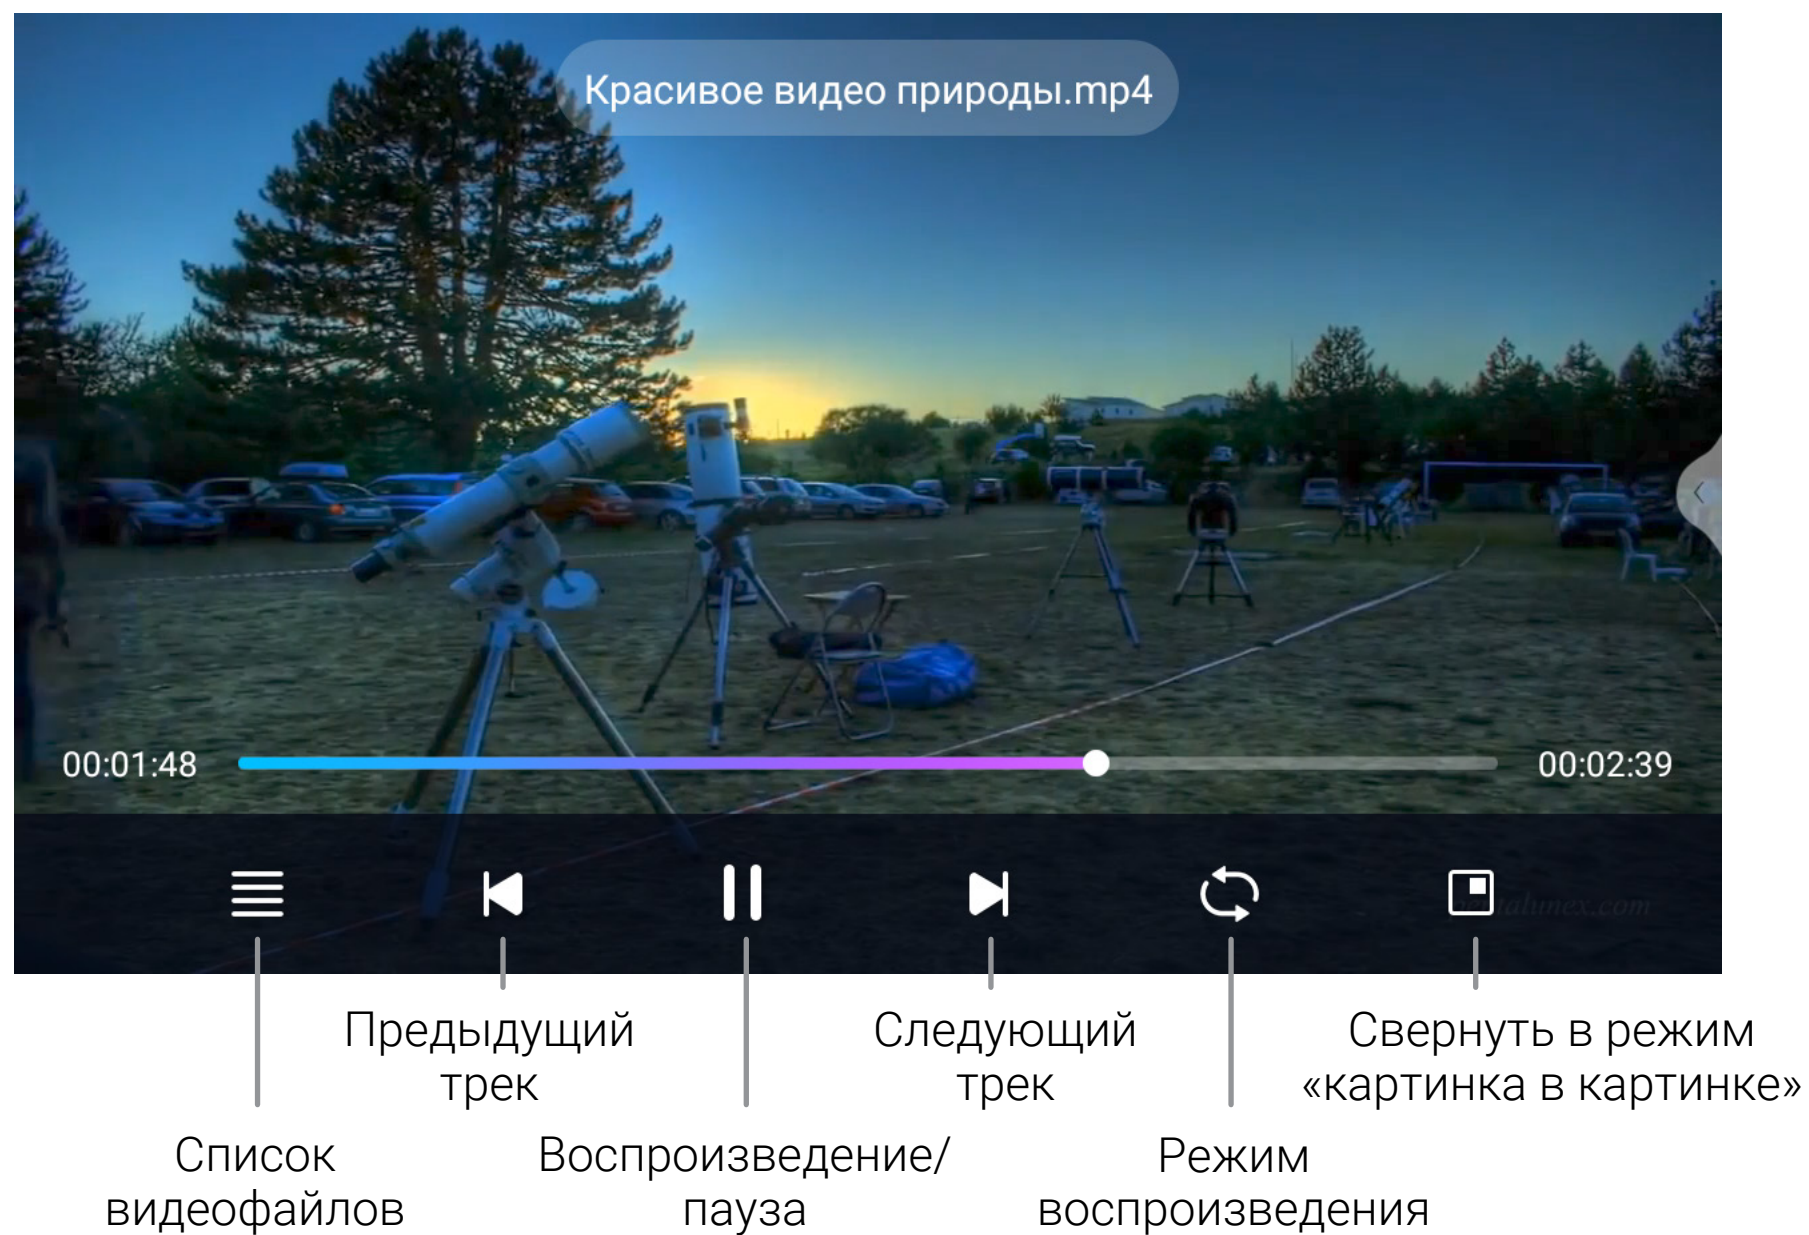 Красивое видео природы.mp4
00:01:48
00:02:39
Предыдущий
трек
Следующий
трек
Свернуть в режим
«картинка в картинке»
Список
видеофайлов
Воспроизведение/
пауза
Режим
воспроизведения